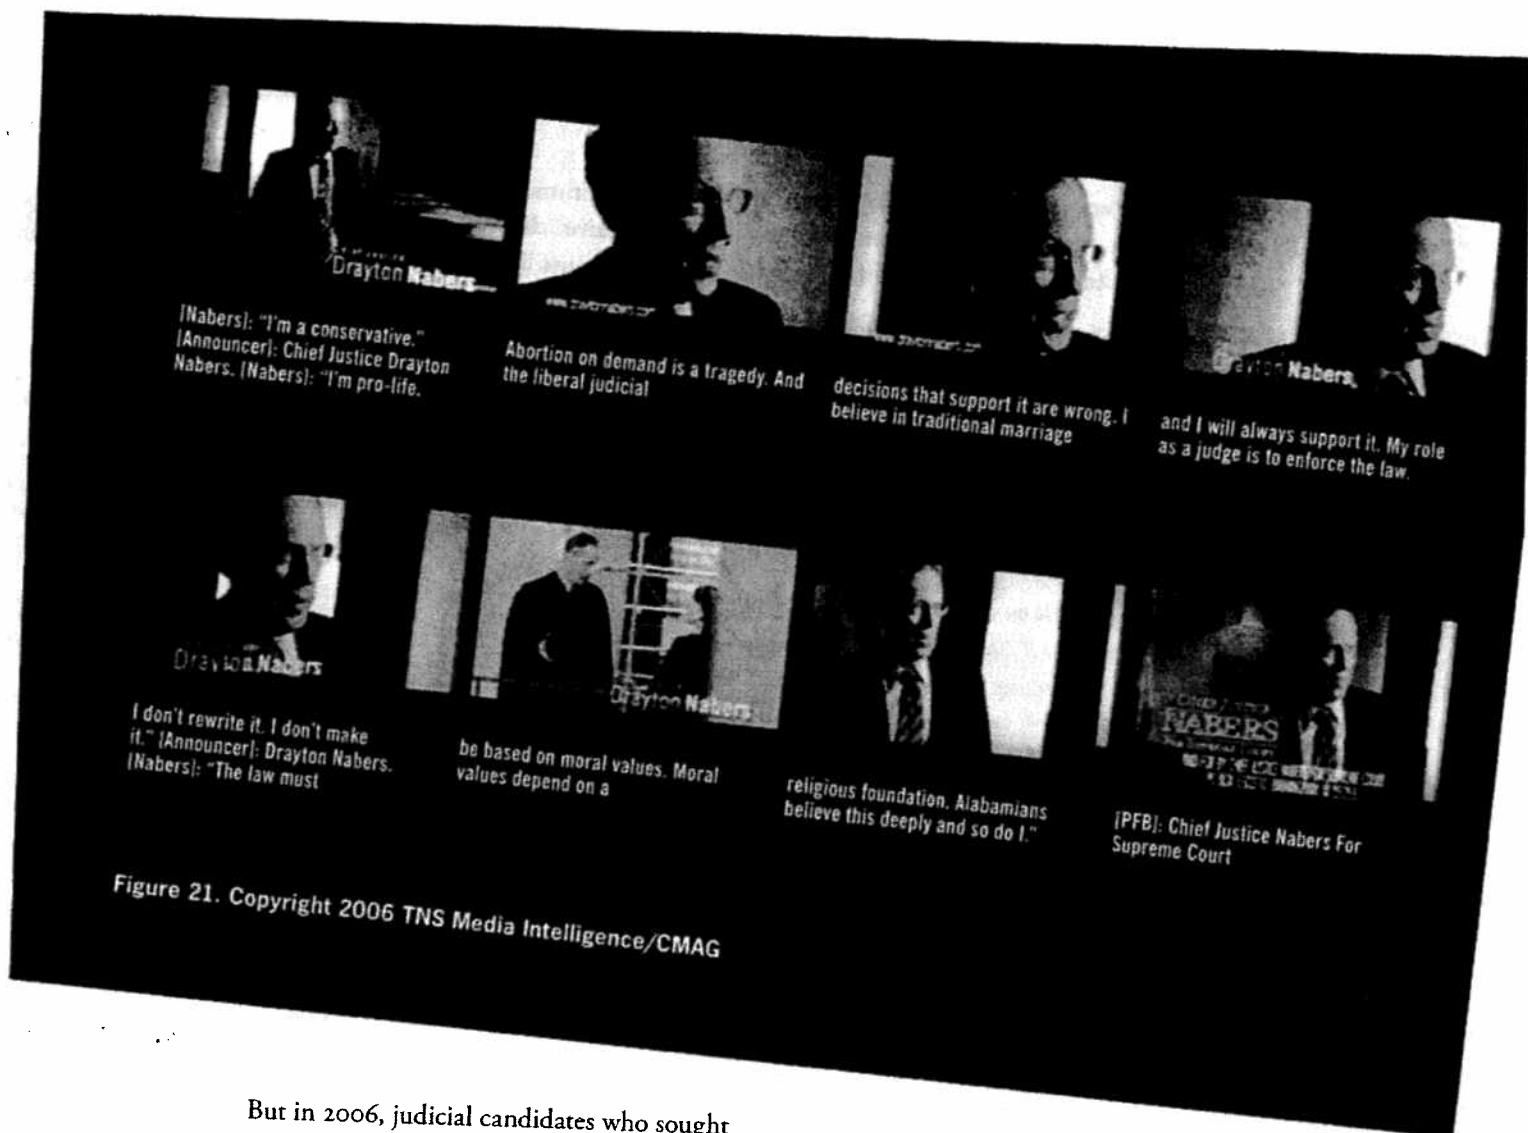 Drayton Nabers
[Nabers]: "I'm a conservative."
[Announcer]: Chief Justice Drayton
Nabers. [Nabers]: "I'm pro-life.
Abortion on demand is a tragedy. And
the liberal judicial
decisions that support it are wrong. I
believe in traditional marriage
Drayton Nabers
and I will always support it. My role
as a judge is to enforce the law.
Drayton Nabers
I don't rewrite it. I don't make
it." [Announcer]: Drayton Nabers.
[Nabers]: "The law must
Drayton Nabers
be based on moral values. Moral
values depend on a
religious foundation. Alabamians
believe this deeply and so do I."
NABERS
[PFB]: Chief Justice Nabers For
Supreme Court
Figure 21. Copyright 2006 TNS Media Intelligence/CMAG
But in 2006, judicial candidates who sought